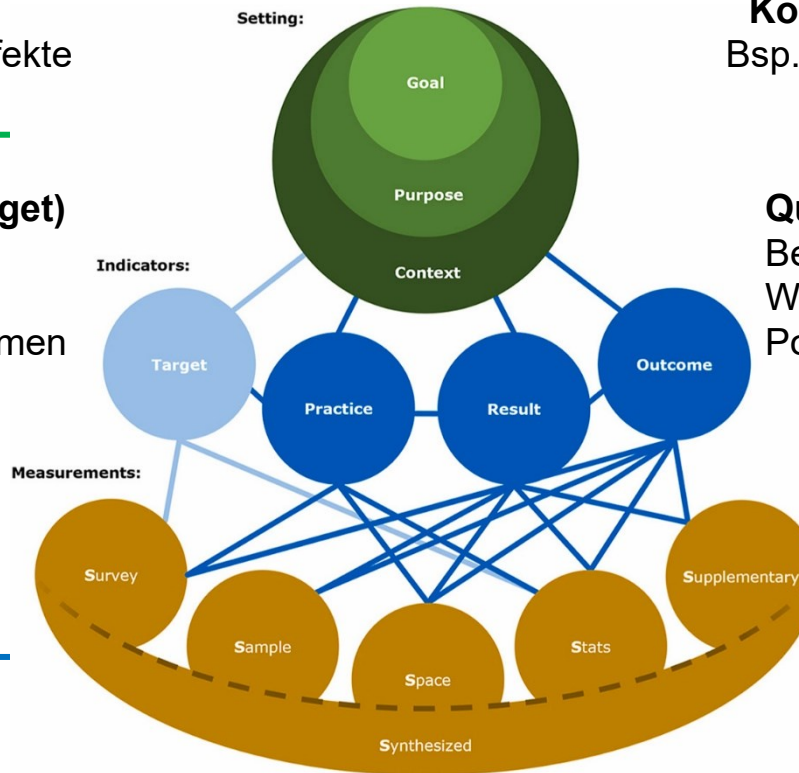 Setting:
Ko
fekte
Bsp.
Goal
get)
Purpose
Qu
Be
Indicators:
Context
W
men
Target
Outcome
Po
Practice
Result
Measurements:
Survey
Supplementary
Sample
Stats
Space
Synthesized